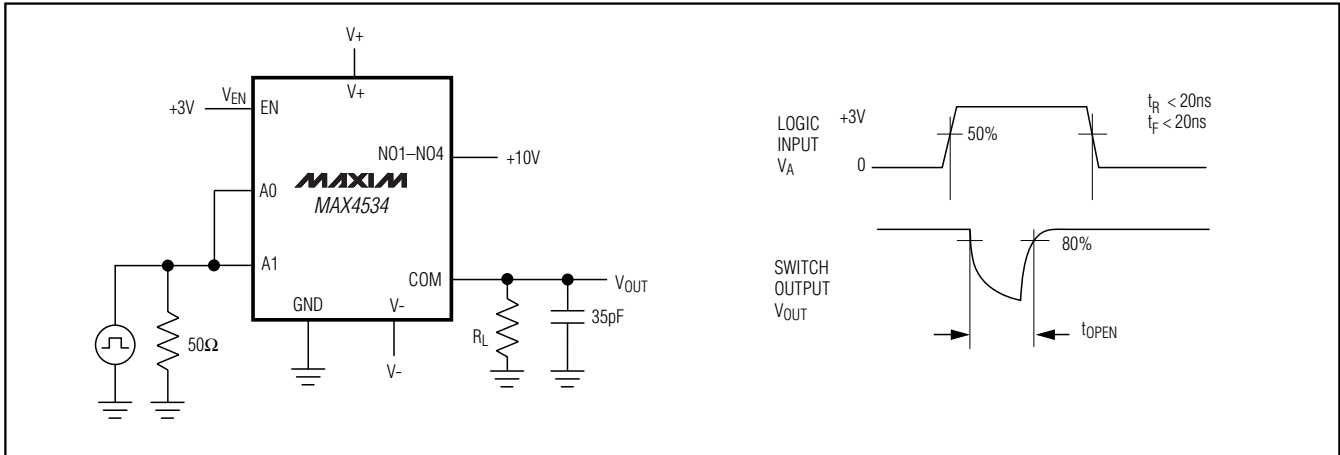 V+
V+
+3V
VEN
EN
NO1–NO4
+10V
MAXIM
MAX4534
A0
A1
COM
VOUT
GND
V-
V-
50Ω
RL
35pF
LOGIC
INPUT
VA
+3V
0
50%
tR < 20ns
tF < 20ns
SWITCH
OUTPUT
VOUT
80%
tOPEN